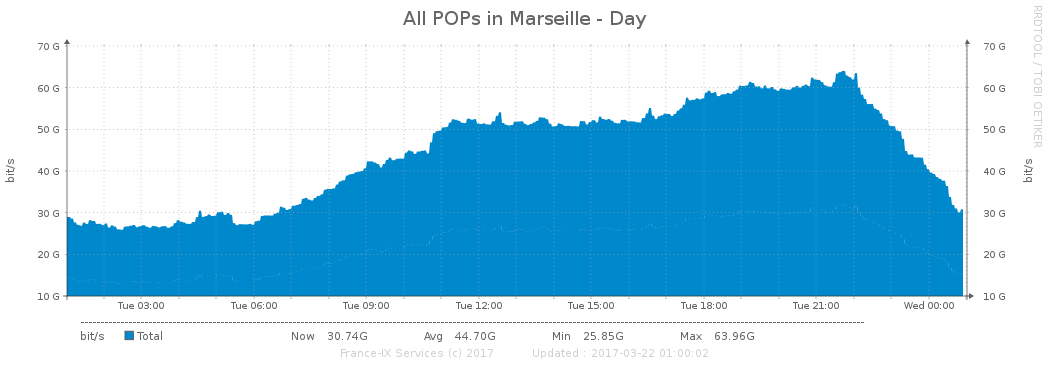 All POPs in Marseille - Day
RRDTOOL / TOBI OETIKER
70 G 70 G
60 G 60 G
50 G 50 G
40 G 40 G
30 G 30 G
20 G 20 G
10 G 10 G
bit/s bit/s
Tue 03:00 Tue 06:00 Tue 09:00 Tue 12:00 Tue 15:00 Tue 18:00 Tue 21:00 Wed 00:00
bit/s Total Now 30.74G Avg 44.70G Min 25.85G Max 63.96G
France-IX Services (c) 2017 Updated : 2017-03-22 01:00:02